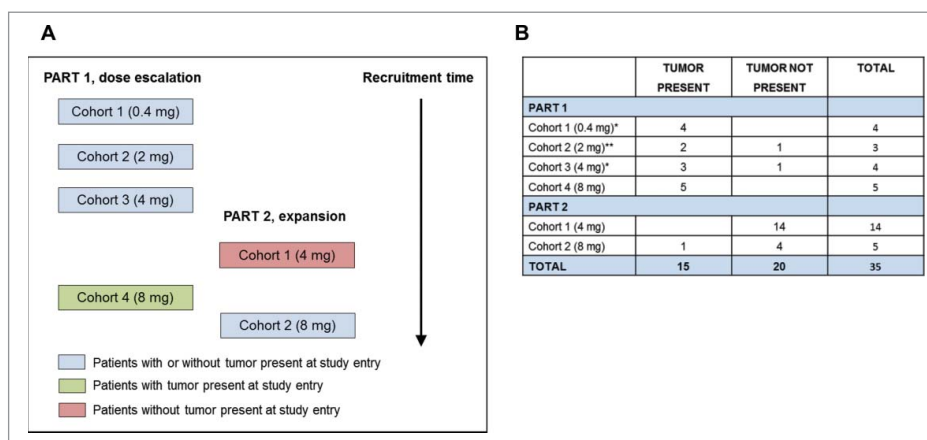 A
PART 1, dose escalation
Recruitment time
Cohort 1 (0.4 mg)
Cohort 2 (2 mg)
Cohort 3 (4 mg)
PART 2, expansion
Cohort 1 (4 mg)
Cohort 4 (8 mg)
Cohort 2 (8 mg)
Patients with or without tumor present at study entry
Patients with tumor present at study entry
Patients without tumor present at study entry
B
TUMOR PRESENT TUMOR NOT PRESENT TOTAL
PART 1
Cohort 1 (0.4 mg)* 4 4
Cohort 2 (2 mg)** 2 1 3
Cohort 3 (4 mg)* 3 1 4
Cohort 4 (8 mg) 5 5
PART 2
Cohort 1 (4 mg) 14 14
Cohort 2 (8 mg) 1 4 5
TOTAL 15 20 35